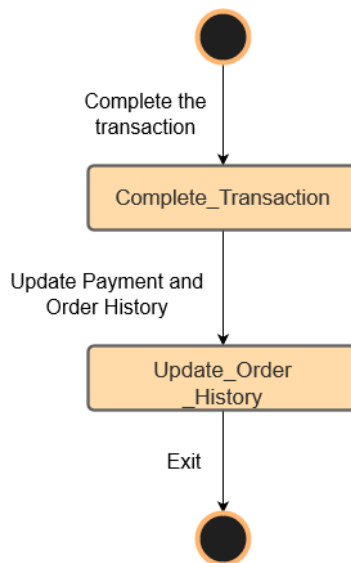 Complete the
transaction
Complete_Transaction
Update Payment and
Order History
Update_Order
_History
Exit